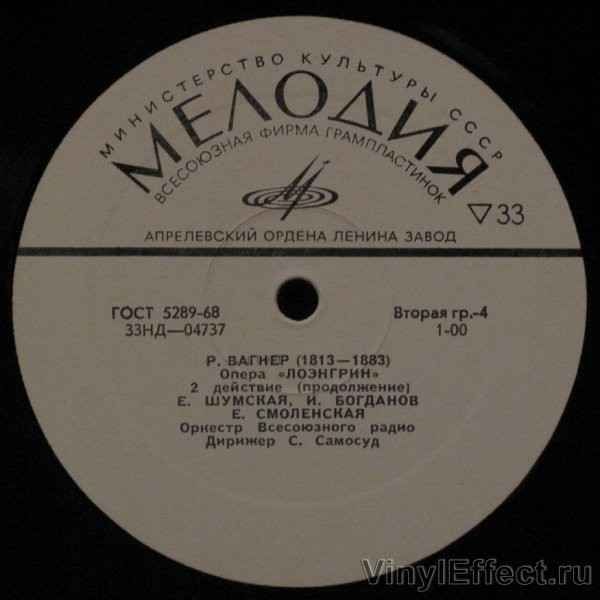 МИНИСТЕРСТВО КУЛЬТУРЫ СССР
МЕЛОДИЯ
ВСЕСОЮЗНАЯ ФИРМА ГРАМПЛАСТИНОК
▽33
АПРЕЛЕВСКИЙ ОРДЕНА ЛЕНИНА ЗАВОД
ГОСТ 5289-68
Вторая гр.-4
33НД—04737
1-00
Р. ВАГНЕР (1813—1883)
Опера «ЛОЭНГРИН»
2 действие (продолжение)
Е. ШУМСКАЯ, И. БОГДАНОВ
Е. СМОЛЕНСКАЯ
Оркестр Всесоюзного радио
Дирижер С. Самосуд
VinylEffect.ru